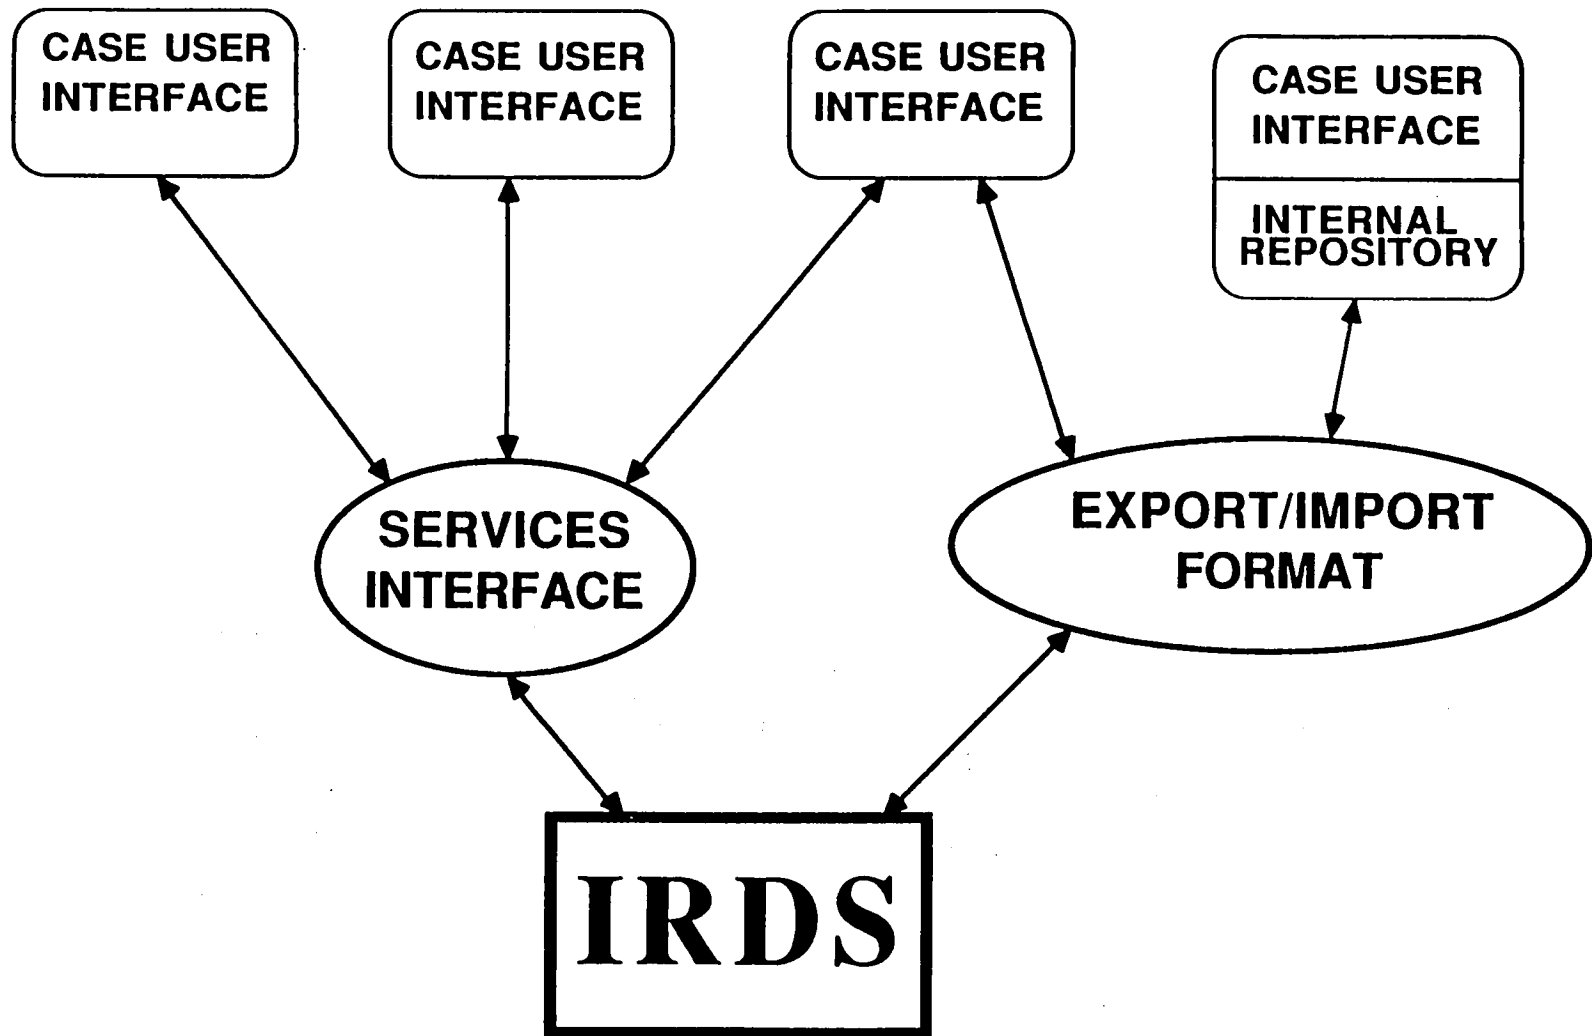 CASE USER
INTERFACE
CASE USER
INTERFACE
CASE USER
INTERFACE
CASE USER
INTERFACE
INTERNAL
REPOSITORY
SERVICES
INTERFACE
EXPORT/IMPORT
FORMAT
IRDS